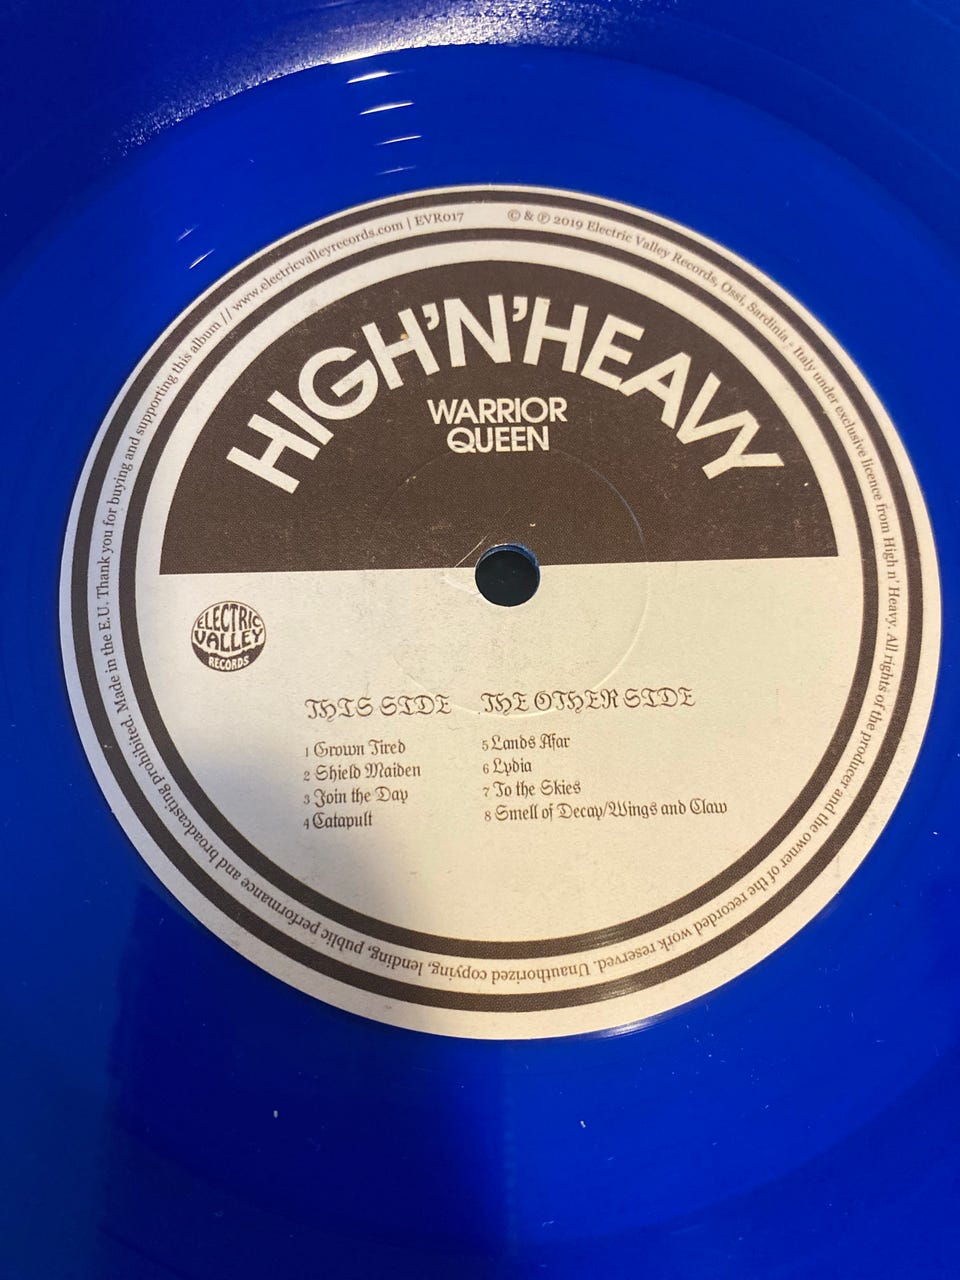 © & ℗ 2019 Electric Valley Records, Ossi, Sardinia - Italy under exclusive licence from High n' Heavy. All rights of the producer and the owner of the recorded work reserved. Unauthorized copying, lending, public performance and broadcasting prohibited. Made in the E.U. Thank you for buying and supporting this album // www.electricvalleyrecords.com | EVR017
HIGH'N'HEAVY
WARRIOR
QUEEN
ELECTRIC
VALLEY
RECORDS
THIS SIDE
1 Grown Tired
2 Shield Maiden
3 Join the Day
4 Catapult
THE OTHER SIDE
5 Lands Afar
6 Lydia
7 To the Skies
8 Smell of Decay/Wings and Claw